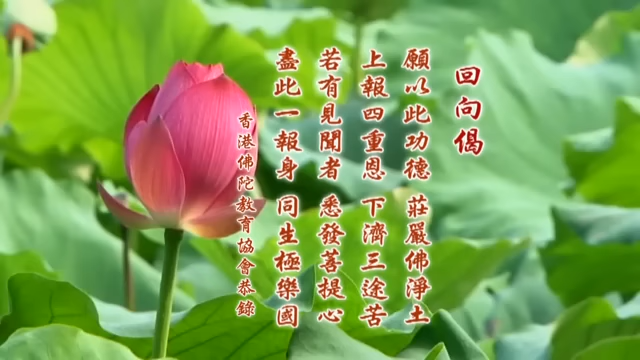 回向偈
願以此功德 莊嚴佛淨土
上報四重恩 下濟三途苦
若有見聞者 悉發菩提心
盡此一報身 同生極樂國
香港佛陀教育協會恭錄